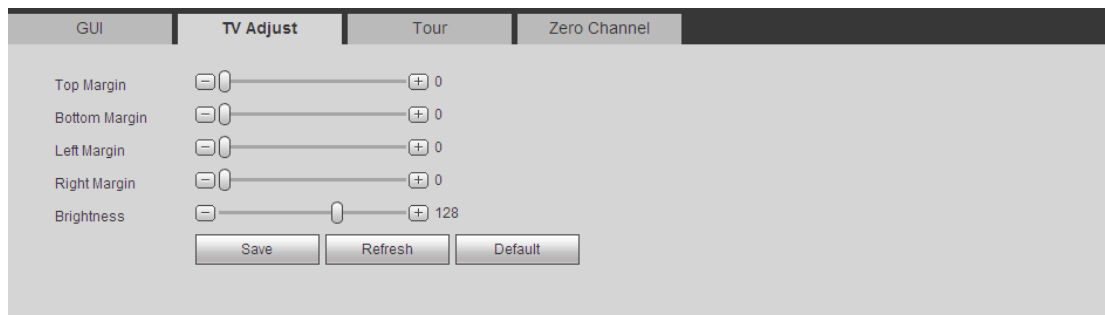 GUI TV Adjust Tour Zero Channel
Top Margin 0
Bottom Margin 0
Left Margin 0
Right Margin 0
Brightness 128
Save Refresh Default